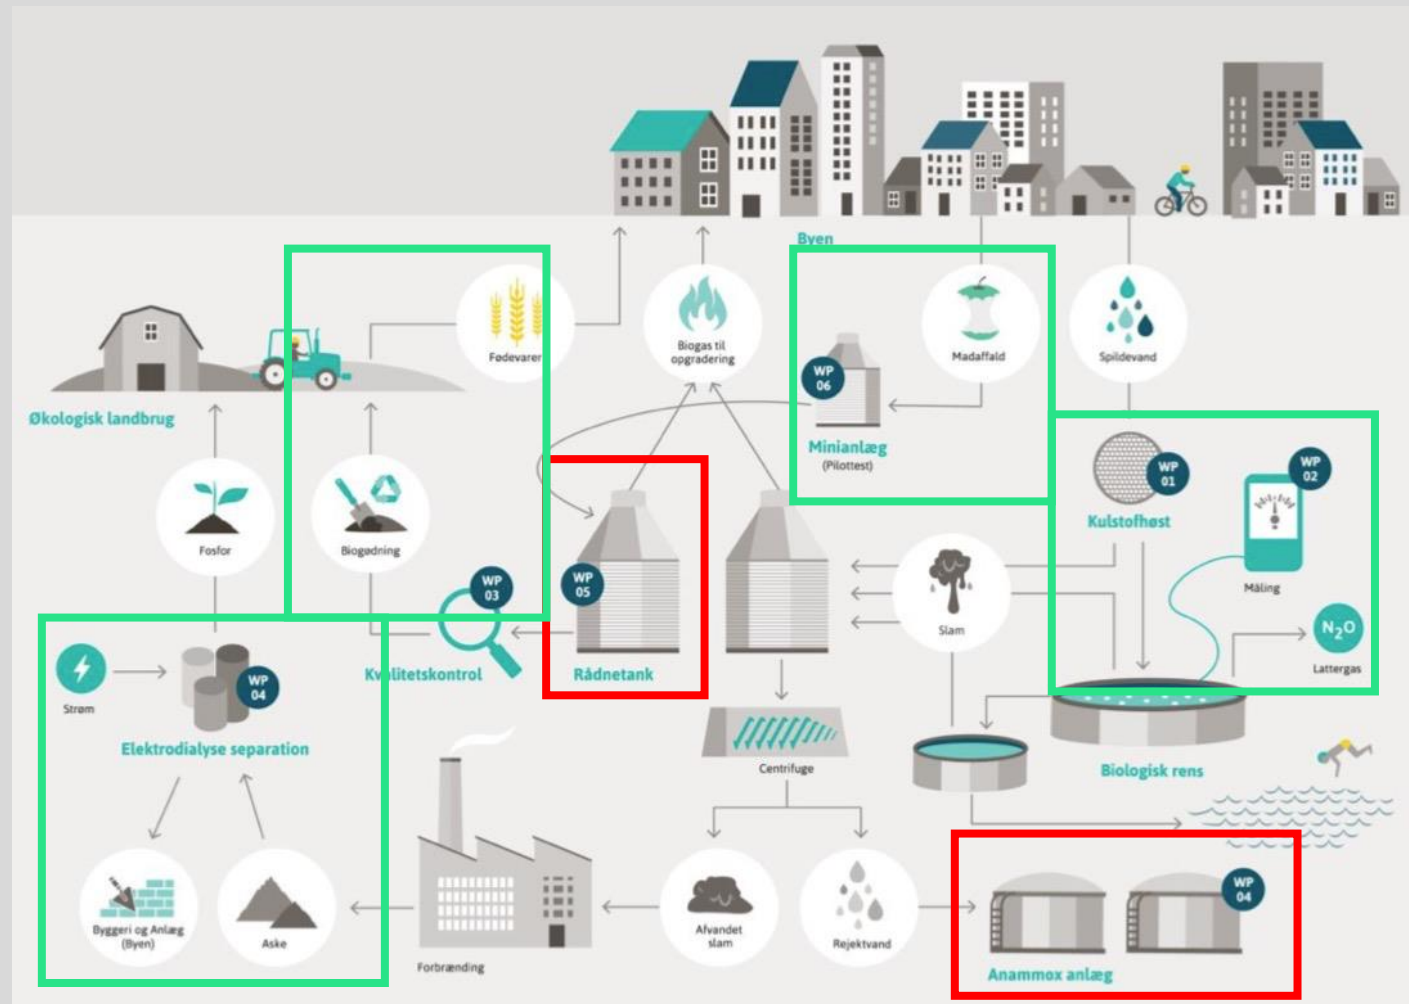 Byen
Fødevarer
Biogas til
opgradering
Madaffald
Spildevand
WP
06
Minianlæg
(Pilottest)
Økologisk landbrug
WP
01
Kulstofhøst
WP
02
Måling
Fosfor
Biogødning
WP
03
Kvalitetskontrol
WP
05
Rådnetank
Slam
N₂O
Lattergas
Strøm
WP
04
Elektrodialyse separation
Centrifuge
Biologisk rens
Byggeri og Anlæg
(Byen)
Aske
Forbrænding
Afvandet
slam
Rejektvand
WP
04
Anammox anlæg